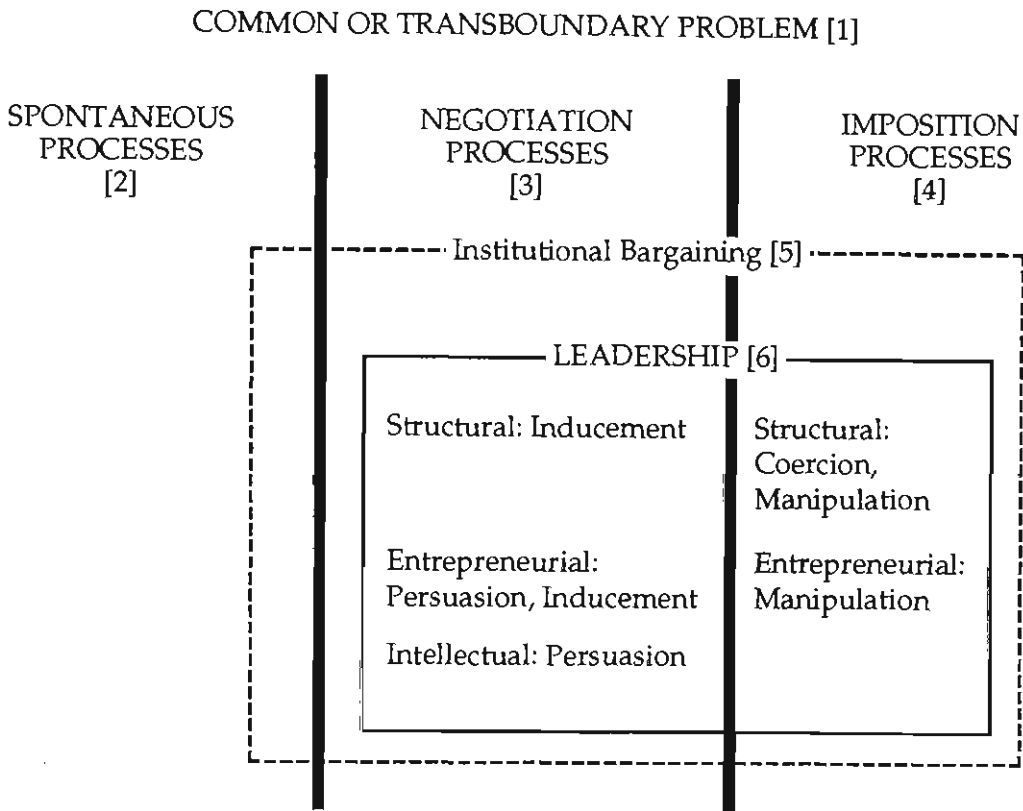 COMMON OR TRANSBOUNDARY PROBLEM [1]
SPONTANEOUS
PROCESSES
[2]
NEGOTIATION
PROCESSES
[3]
IMPOSITION
PROCESSES
[4]
Institutional Bargaining [5]
LEADERSHIP [6]
Structural: Inducement
Entrepreneurial:
Persuasion, Inducement
Intellectual: Persuasion
Structural:
Coercion,
Manipulation
Entrepreneurial:
Manipulation